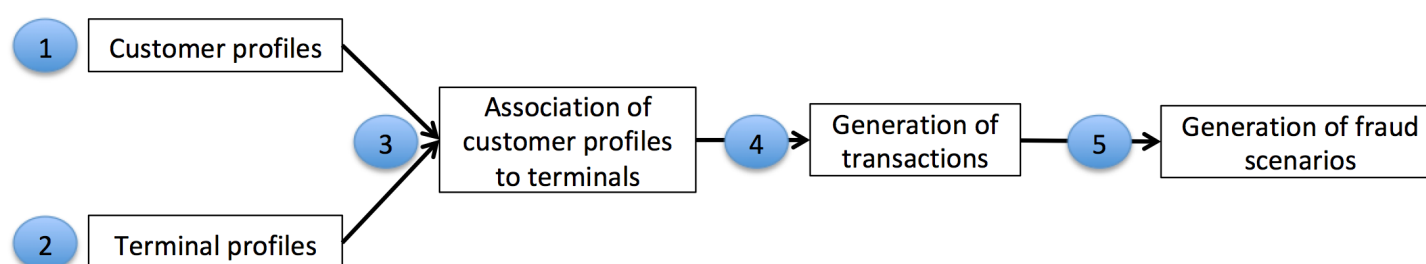 1
Customer profiles
2
Terminal profiles
3
Association of
customer profiles
to terminals
4
Generation of
transactions
5
Generation of fraud
scenarios